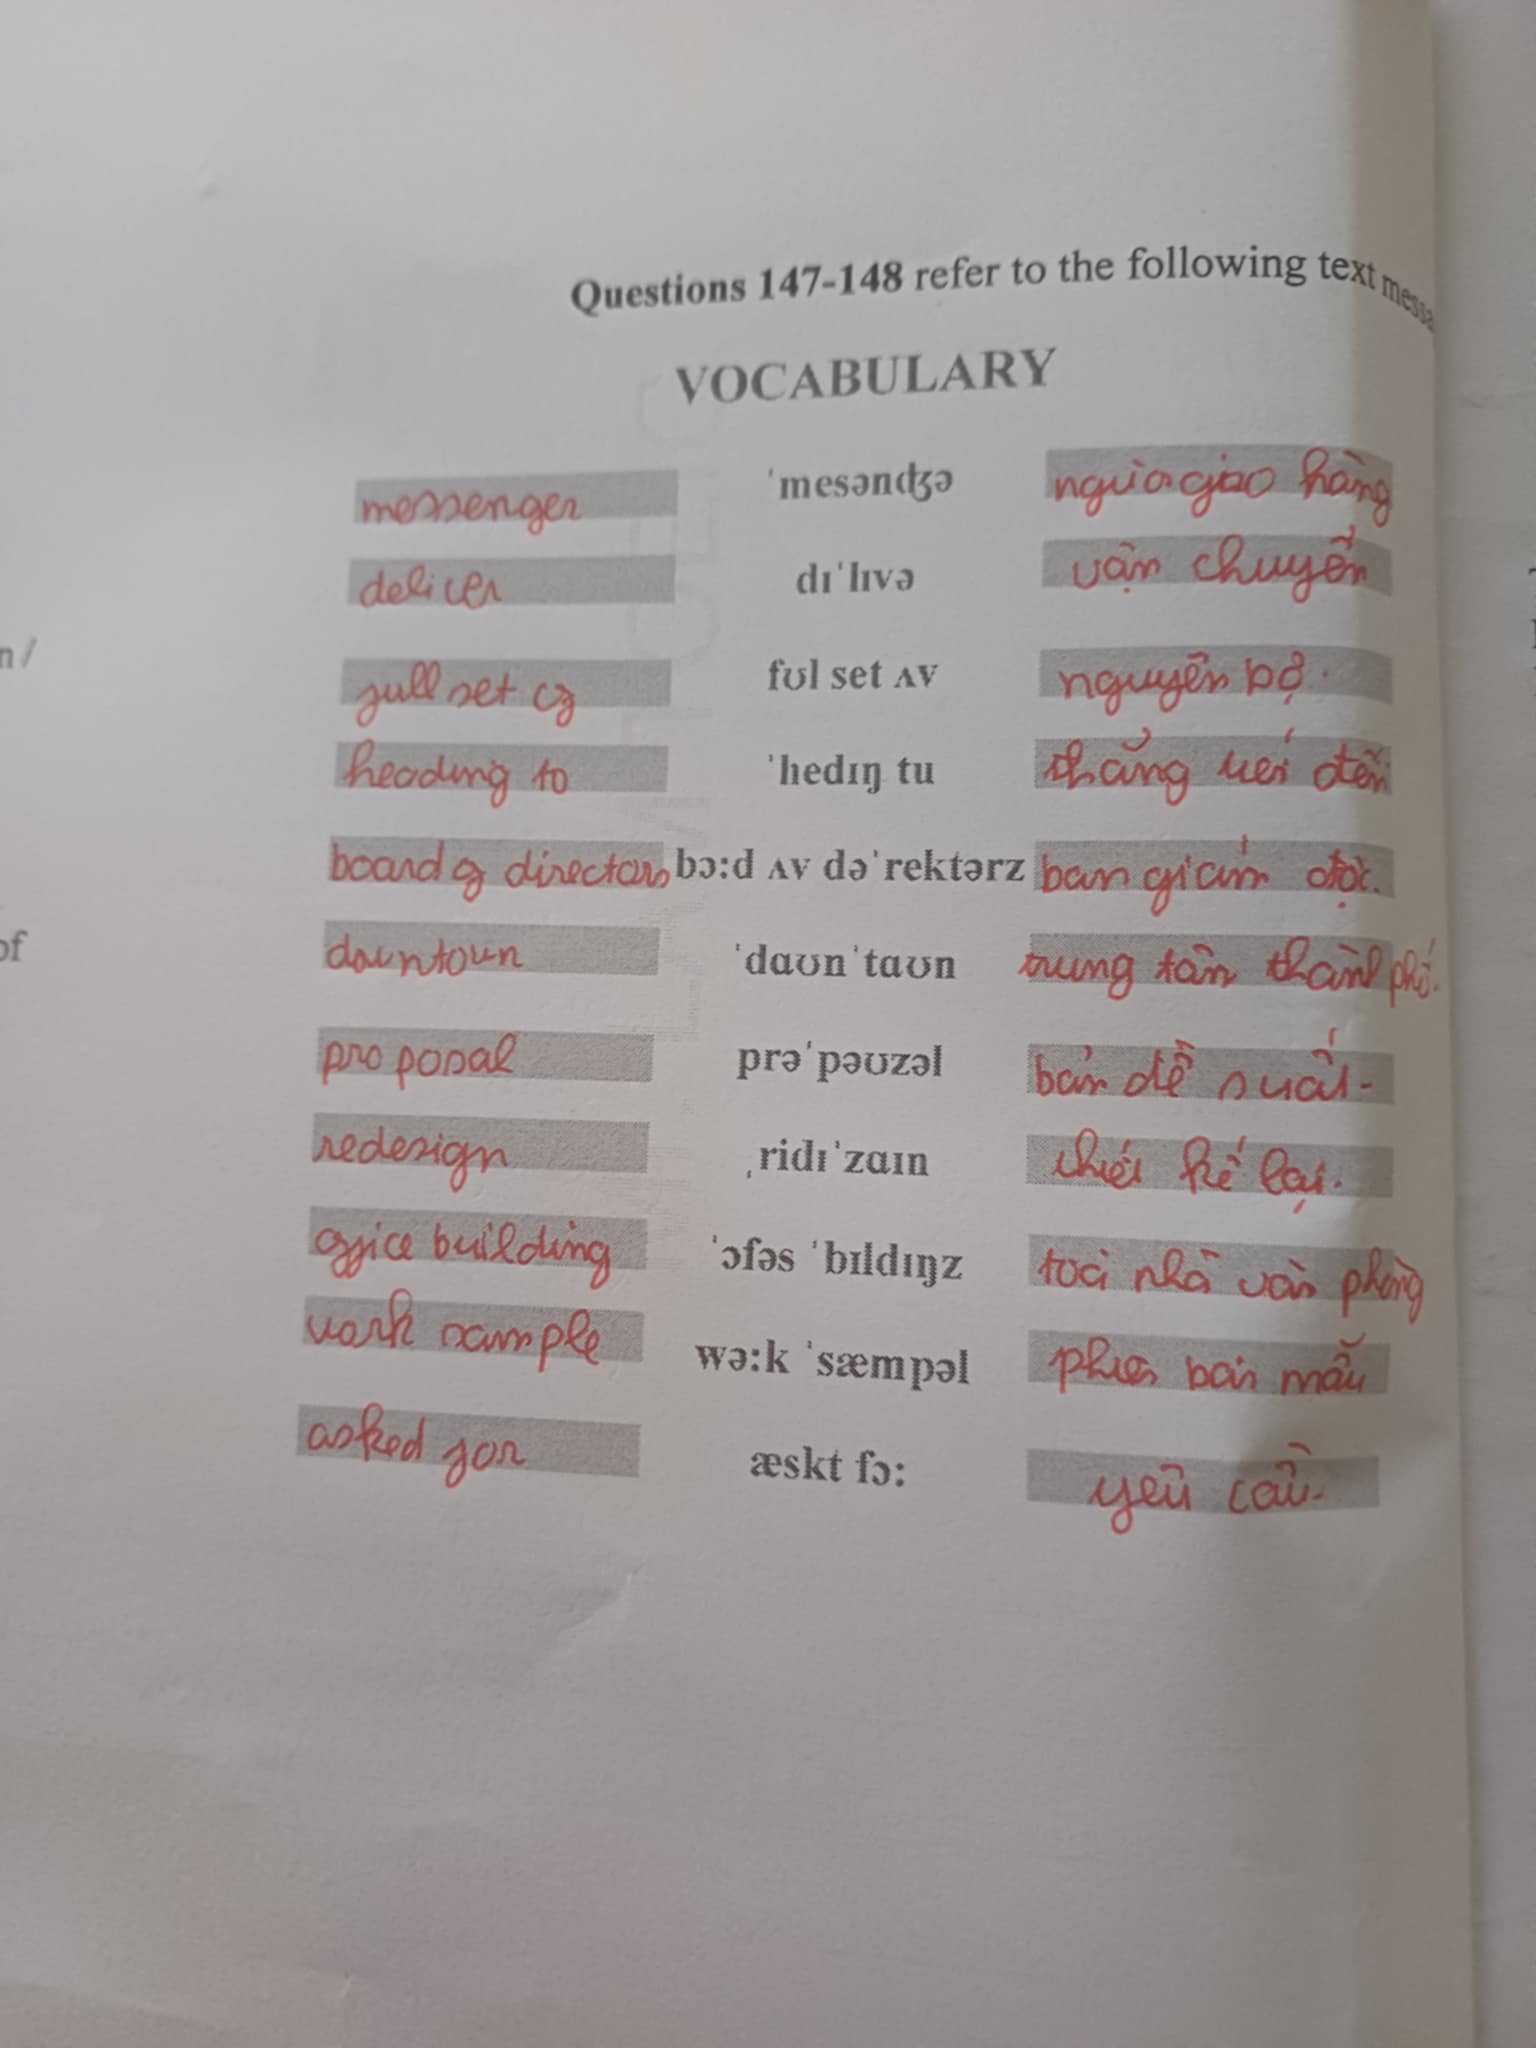 Questions 147-148 refer to the following text messa
VOCABULARY
messenger ˈmesənʤə người giao hàng
deliver dɪˈlɪvə vận chuyển
full set of fʊl set ʌv nguyên bộ.
n /
heading to ˈhedɪŋ tu thẳng tới đến
board of directors bɔ:d ʌv dəˈrektərz ban giám đốc.
of
downtown ˈdaʊnˈtaʊn trung tâm thành phố.
proposal prəˈpəʊzəl bản đề xuất.
redesign ˌridɪˈzaɪn thiết kế lại.
office building ˈɔfəs ˈbɪldɪŋz toà nhà văn phòng
work sample wə:k ˈsæmpəl phiên bản mẫu
asked for æskt fɔ: yêu cầu.